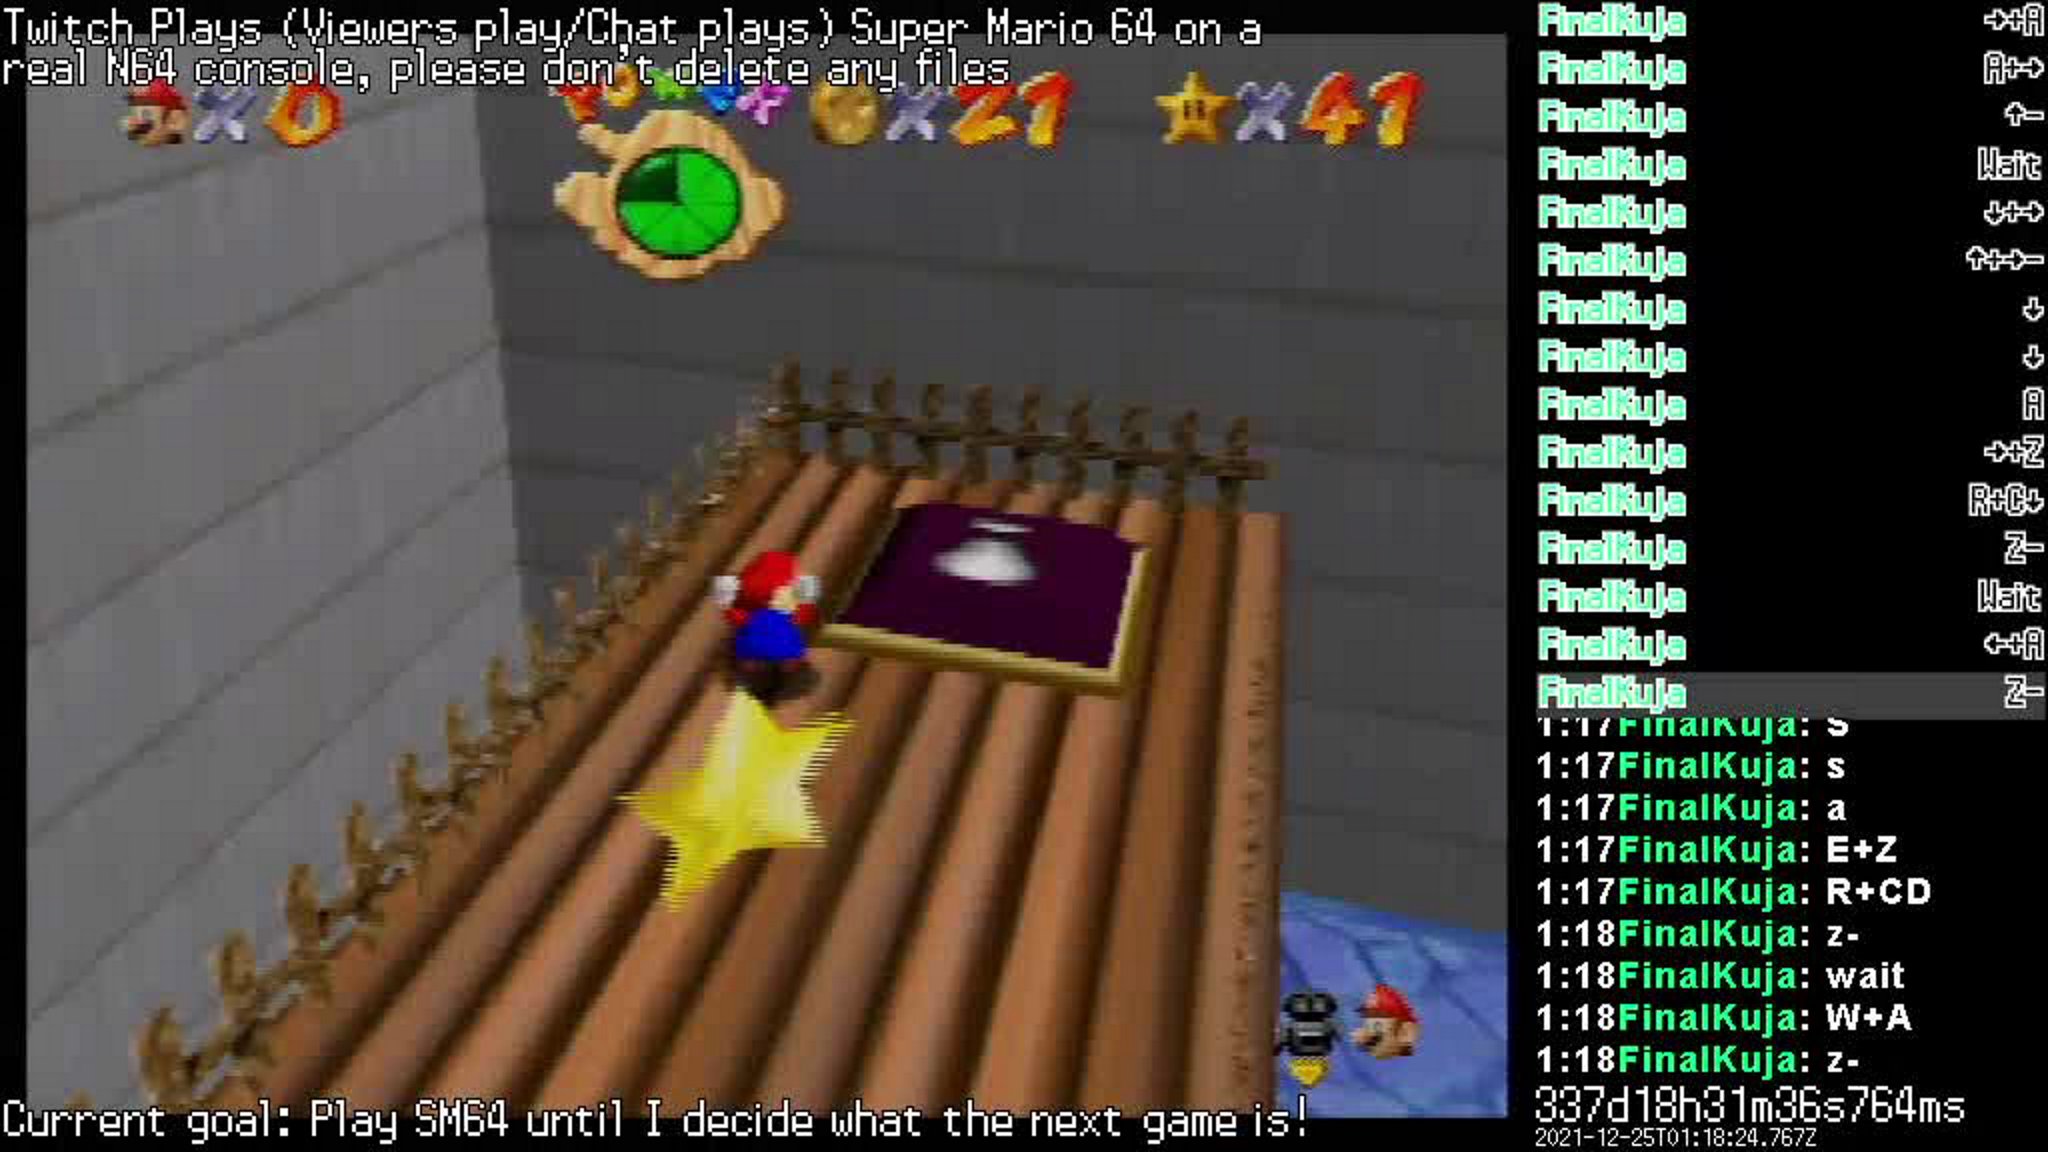 Twitch Plays (Viewers play/Chat plays) Super Mario 64 on a
real N64 console, please don't delete any files
x 0
x 21
x 41
FinalKuja →+A
FinalKuja A+→
FinalKuja ↑-
FinalKuja Wait
FinalKuja ↓+→
FinalKuja ↑+→-
FinalKuja ↓
FinalKuja ↓
FinalKuja A
FinalKuja →+Z
FinalKuja R+C↓
FinalKuja Z-
FinalKuja Wait
FinalKuja ←+A
FinalKuja Z-
1:17FinalKuja: S
1:17FinalKuja: s
1:17FinalKuja: a
1:17FinalKuja: E+Z
1:17FinalKuja: R+CD
1:18FinalKuja: z-
1:18FinalKuja: wait
1:18FinalKuja: W+A
1:18FinalKuja: z-
Current goal: Play SM64 until I decide what the next game is!
337d18h31m36s764ms
2021-12-25T01:18:24.767Z